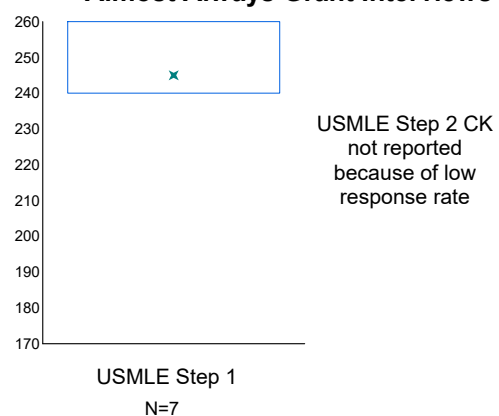 Almost Always Grant Interviews
260
250
240
230
220
210
200
190
180
170
USMLE Step 2 CK
not reported
because of low
response rate
USMLE Step 1
N=7